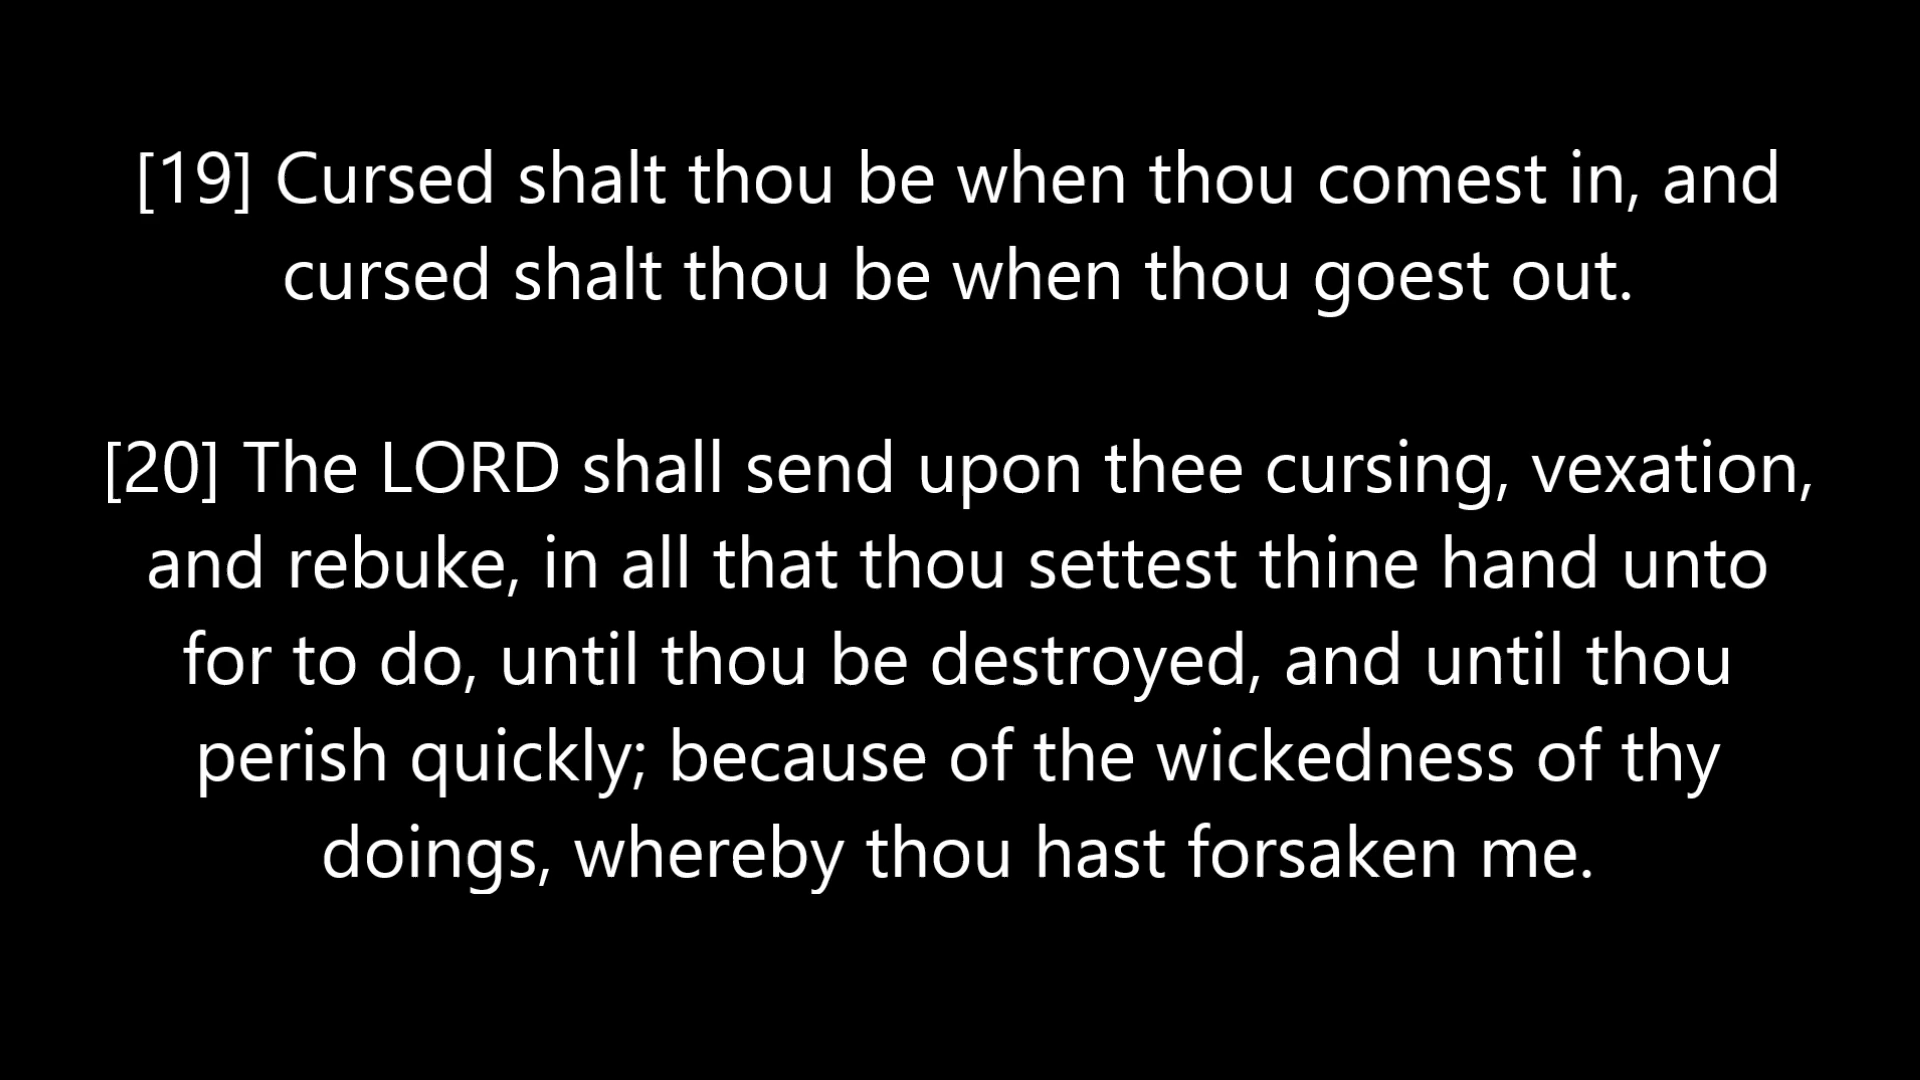 [19] Cursed shalt thou be when thou comest in, and
cursed shalt thou be when thou goest out.
[20] The LORD shall send upon thee cursing, vexation,
and rebuke, in all that thou settest thine hand unto
for to do, until thou be destroyed, and until thou
perish quickly; because of the wickedness of thy
doings, whereby thou hast forsaken me.